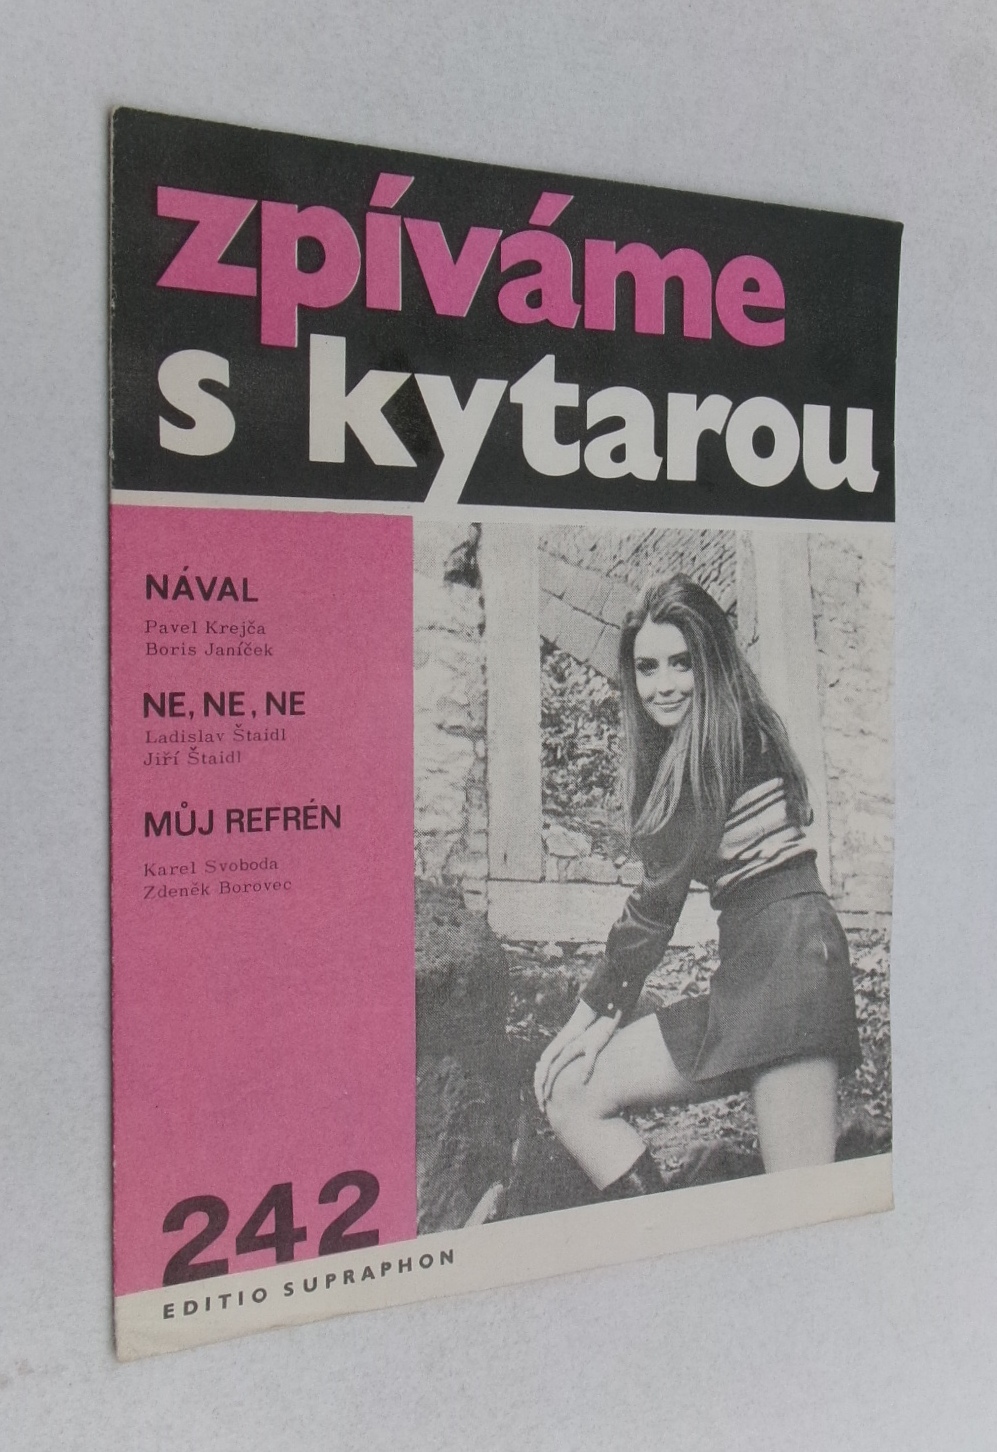 zpíváme
s kytarou
NÁVAL
Pavel Krejča
Boris Janíček
NE, NE, NE
Ladislav Štaidl
Jiří Štaidl
MŮJ REFRÉN
Karel Svoboda
Zdeněk Borovec
242
EDITIO SUPRAPHON